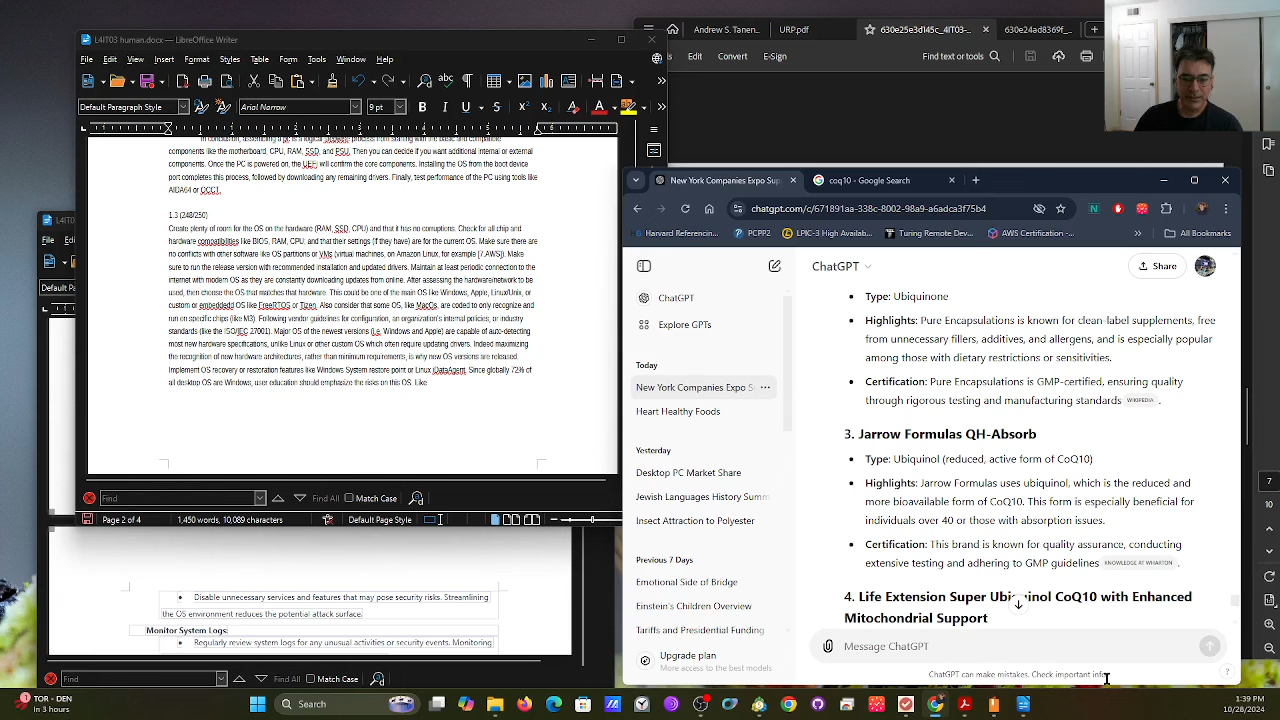 L4IT03 human.docx — LibreOffice Writer
File Edit View Insert Format Styles Table Form Tools Window Help
Default Paragraph Style Arial Narrow 9 pt
components like the motherboard, GPU, RAM, SSD, and PSU. Then you can decide if you want additional internal or external
components. Once the PC is powered on, the UEFI will confirm the core components. Installing the OS from the boot device
port completes this process, followed by downloading any remaining drivers. Finally, test performance of the PC using tools like
AIDA64 or OCCT.
1.3 (248/250)
Create plenty of room for the OS on the hardware (RAM, SSD, CPU) and that it has no corruptions. Check for all chip and
hardware compatibilities like BIOS, RAM, CPU; and that their settings (if they have) are for the current OS. Make sure there are
no conflicts with other software like OS partitions or VMs (virtual machines, on Amazon Linux, for example [7.AWS]). Make
sure to run the release version with recommended installation and updated drivers. Maintain at least periodic connection to the
internet with modern OS as they are constantly downloading updates from online. After assessing the hardware/network to be
used, then choose the OS that matches that hardware. This could be one of the main OS like Windows, Apple, Linux/Unix, or
custom or embeddedd OS like FreeRTOS or Tizen. Also consider that some OS, like MacOs, are coded to only recognize and
run on specific chips (like M3). Following vendor guidelines for configuration, an organization's internal policies, or industry
standards (like the ISO/IEC 27001). Major OS of the newest versions (I.e, Windows and Apple) are capable of auto-detecting
most new hardware specifications, unlike Linux or other custom OS which often require updating drivers. Indeed maximizing
the recognition of new hardware architectures, rather than minimum requirements, is why new OS versions are released.
Implement OS recovery or restoration features like Windows System restore point or Linux iDataAgent. Since globally 72% of
all desktop OS are Windows, user education should emphasize the risks on this OS. Like
Find Find All Match Case
Page 2 of 4 1,450 words, 10,089 characters Default Page Style
L4IT0
File Ed
Default Pa
• Disable unnecessary services and features that may pose security risks. Streamlining
the OS environment reduces the potential attack surface.
Monitor System Logs:
• Regularly review system logs for any unusual activities or security events. Monitoring
Find Find All Match Case
Andrew S. Tanen... URP.pdf 630e25e3d145c_4IT03-... 630e24ad8369f_...
Edit Convert E-Sign Find text or tools
7
10
New York Companies Expo Sup coq10 - Google Search
chatgpt.com/c/671891aa-338c-8002-98a9-a6adca3f75b4
Harvard Referencin... PCPP2 LPIC-3 High Availab... Turing Remote Dev... AWS Certification -... All Bookmarks
ChatGPT
Explore GPTs
Today
New York Companies Expo S
Heart Healthy Foods
Yesterday
Desktop PC Market Share
Jewish Languages History Summ
Insect Attraction to Polyester
Previous 7 Days
Emotional Side of Bridge
Einstein's Children Overview
Tariffs and Presidential Funding
Upgrade plan
More access to the best models
ChatGPT Share
• Type: Ubiquinone
• Highlights: Pure Encapsulations is known for clean-label supplements, free
from unnecessary fillers, additives, and allergens, and is especially popular
among those with dietary restrictions or sensitivities.
• Certification: Pure Encapsulations is GMP-certified, ensuring quality
through rigorous testing and manufacturing standards WIKIPEDIA .
3. Jarrow Formulas QH-Absorb
• Type: Ubiquinol (reduced, active form of CoQ10)
• Highlights: Jarrow Formulas uses ubiquinol, which is the reduced and
more bioavailable form of CoQ10. This form is especially beneficial for
individuals over 40 or those with absorption issues.
• Certification: This brand is known for quality assurance, conducting
extensive testing and adhering to GMP guidelines KNOWLEDGE AT WHARTON .
4. Life Extension Super Ubiquinol CoQ10 with Enhanced
Mitochondrial Support
Message ChatGPT
ChatGPT can make mistakes. Check important info.
?
TOR - DEN
In 3 hours
Search
1:39 PM
10/28/2024